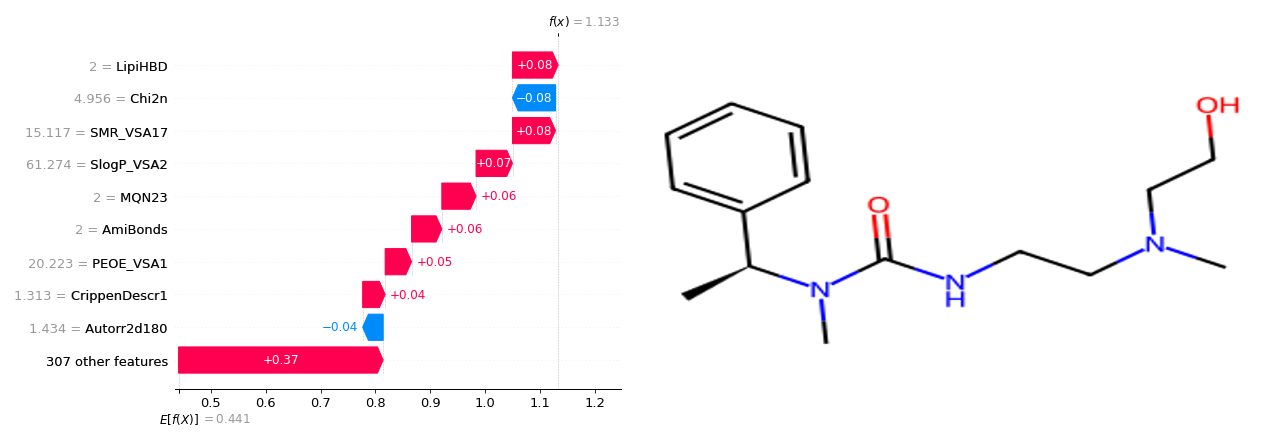 f(x) = 1.133
2 = LipiHBD
+0.08
4.956 = Chi2n
−0.08
15.117 = SMR_VSA17
+0.08
61.274 = SlogP_VSA2
+0.07
2 = MQN23
+0.06
2 = AmiBonds
+0.06
20.223 = PEOE_VSA1
+0.05
1.313 = CrippenDescr1
+0.04
1.434 = Autorr2d180
−0.04
307 other features
+0.37
0.5 0.6 0.7 0.8 0.9 1.0 1.1 1.2
E[f(X)] = 0.441
OH
O
N
N
H
N